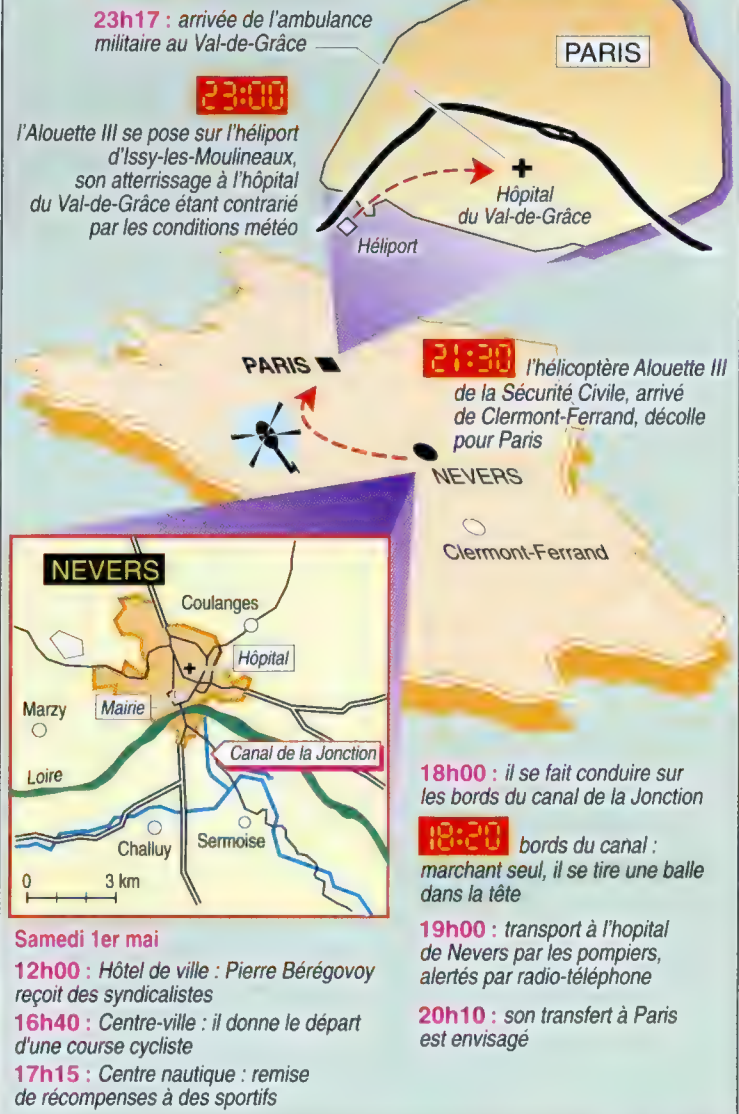 23h17 : arrivée de l'ambulance
militaire au Val-de-Grâce
PARIS
23:00
l'Alouette III se pose sur l'héliport
d'Issy-les-Moulineaux,
son atterrissage à l'hôpital
du Val-de-Grâce étant contrarié
par les conditions météo
Hôpital
du Val-de-Grâce
Héliport
PARIS
21:30 l'hélicoptère Alouette III
de la Sécurité Civile, arrivé
de Clermont-Ferrand, décolle
pour Paris
NEVERS
Clermont-Ferrand
NEVERS
Coulanges
Hôpital
Marzy
Mairie
Canal de la Jonction
Loire
Challuy
Sermoise
0 3 km
Samedi 1er mai
12h00 : Hôtel de ville : Pierre Bérégovoy
reçoit des syndicalistes
16h40 : Centre-ville : il donne le départ
d'une course cycliste
17h15 : Centre nautique : remise
de récompenses à des sportifs
18h00 : il se fait conduire sur
les bords du canal de la Jonction
18:20 bords du canal :
marchant seul, il se tire une balle
dans la tête
19h00 : transport à l'hopital
de Nevers par les pompiers,
alertés par radio-téléphone
20h10 : son transfert à Paris
est envisagé